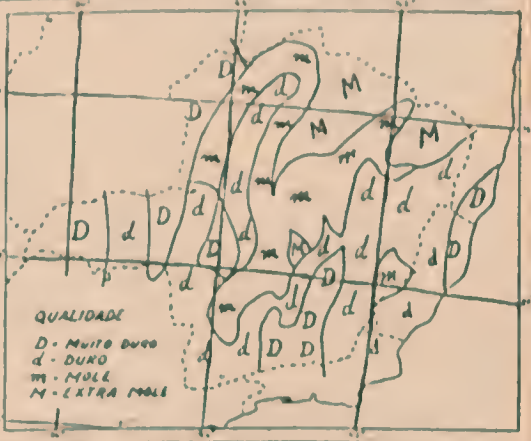 m
D
m d M
D d
m M m
M
m m
d
d m
m d d D
D d
D d
D d m M d d D
d
d D m
m d d d
D
d d D D d
QUALIDADE
D - MUITO DURO
d - DURO
m - MOLE
M - EXTRA MOLE